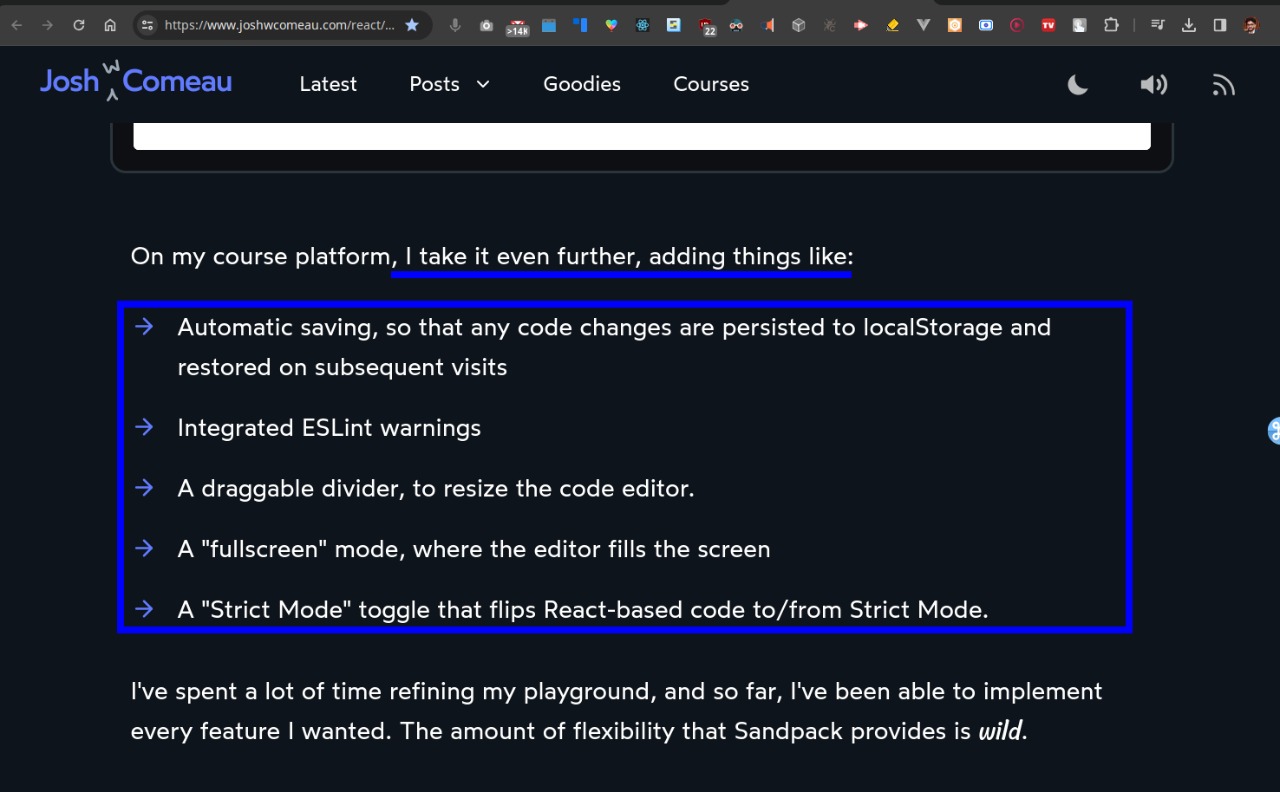 https://www.joshwcomeau.com/react/...
>14k
22
TV
Josh W Comeau
Latest
Posts
Goodies
Courses
On my course platform, I take it even further, adding things like:
→ Automatic saving, so that any code changes are persisted to localStorage and
restored on subsequent visits
→ Integrated ESLint warnings
→ A draggable divider, to resize the code editor.
→ A "fullscreen" mode, where the editor fills the screen
→ A "Strict Mode" toggle that flips React-based code to/from Strict Mode.
I've spent a lot of time refining my playground, and so far, I've been able to implement
every feature I wanted. The amount of flexibility that Sandpack provides is wild.